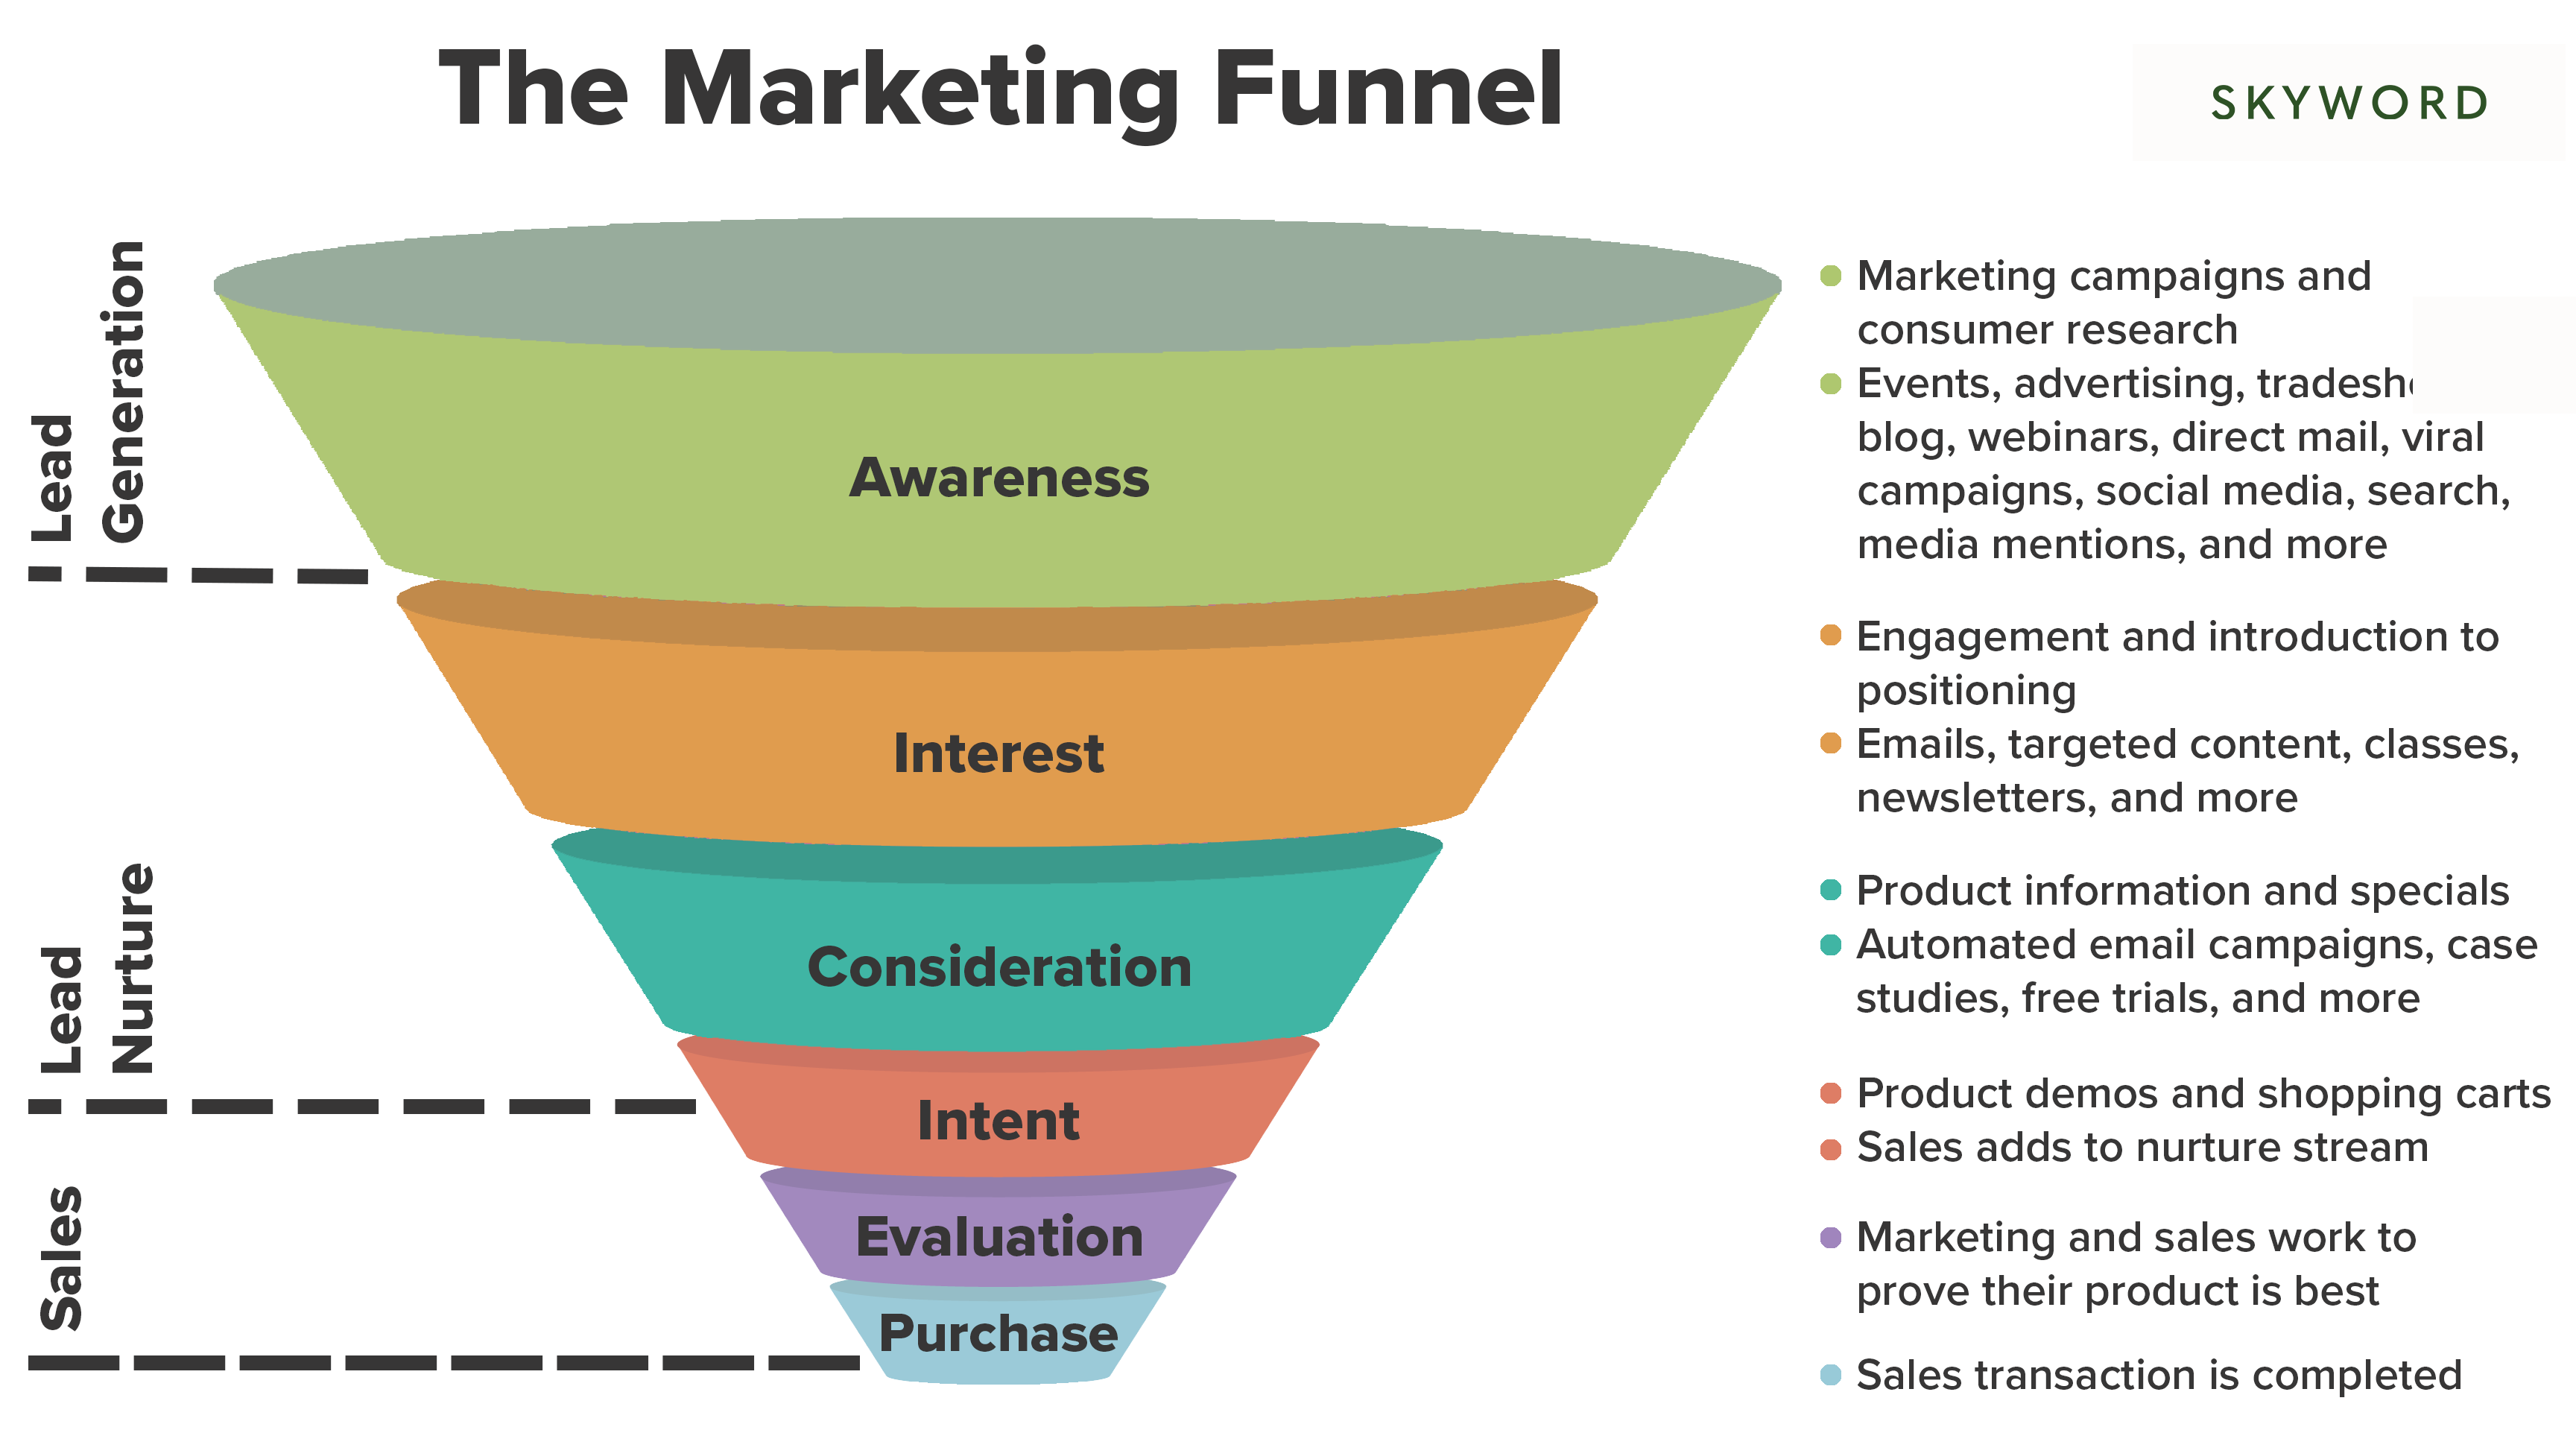 The Marketing Funnel
SKYWORD
Lead
Generation
Awareness
Marketing campaigns and
consumer research
Events, advertising,
blog, webinars, direct mail, viral
campaigns, social media, search,
media mentions, and more
Interest
Engagement and introduction to
positioning
Emails, targeted content, classes,
newsletters, and more
Lead
Nurture
Consideration
Product information and specials
Automated email campaigns, case
studies, free trials, and more
Intent
Product demos and shopping carts
Sales adds to nurture stream
Sales
Evaluation
Marketing and sales work to
prove their product is best
Purchase
Sales transaction is completed